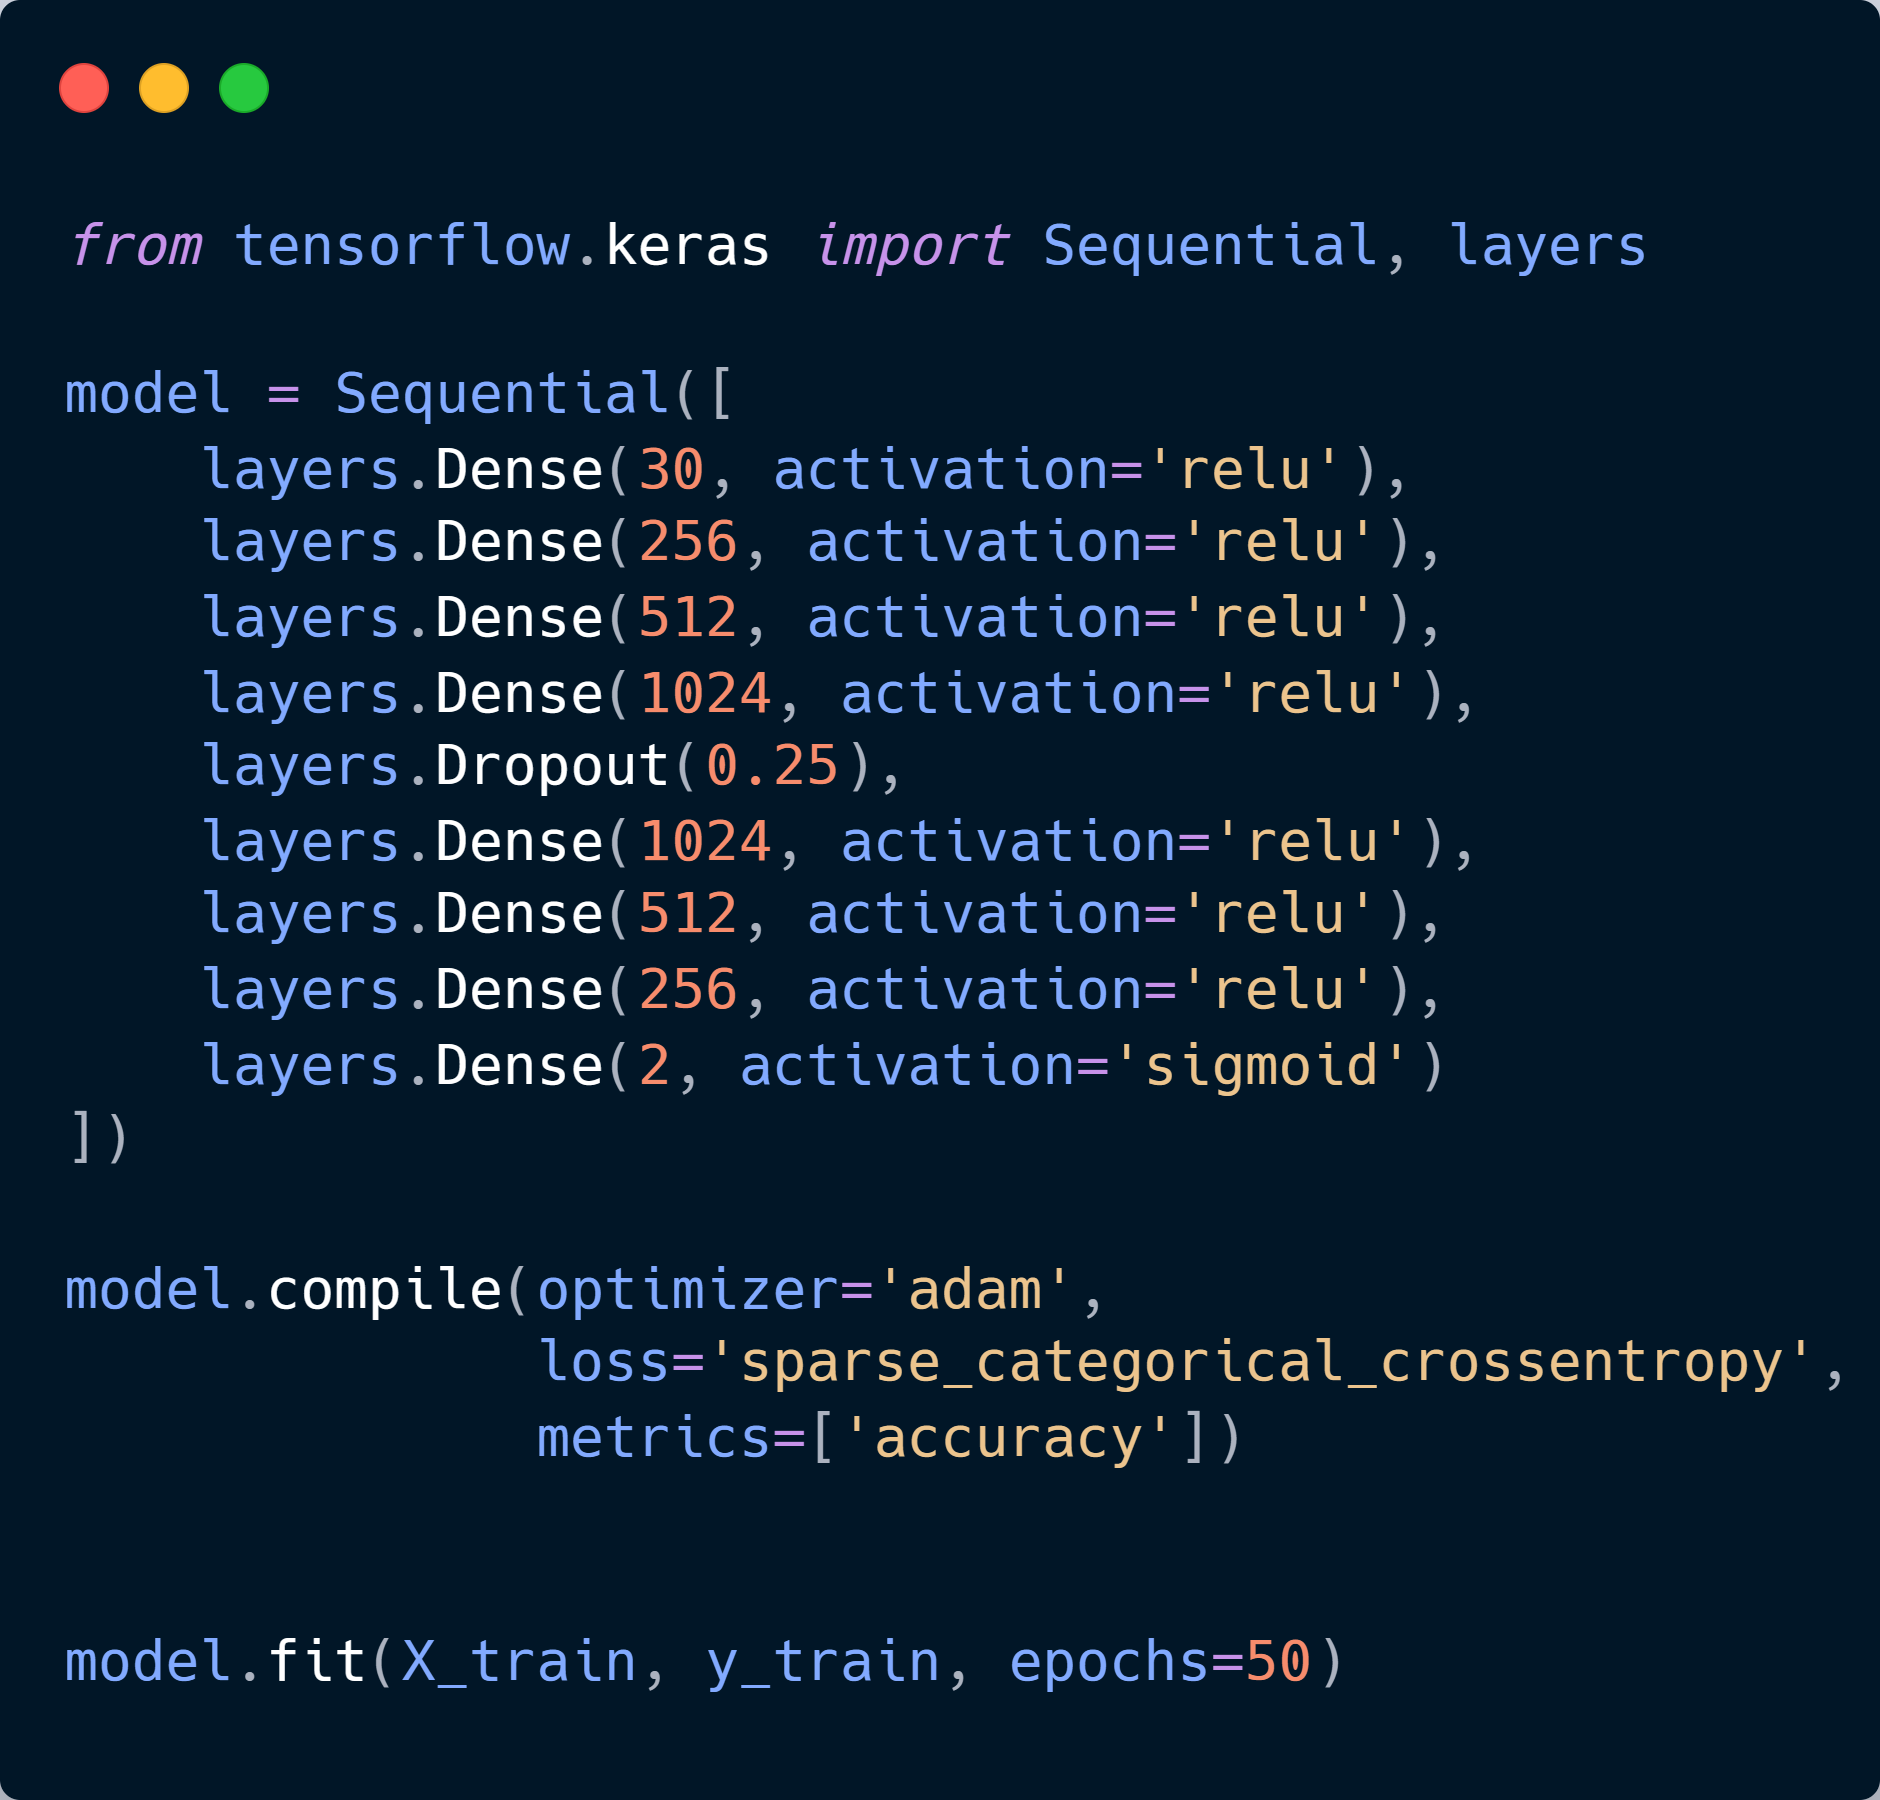 from tensorflow.keras import Sequential, layers
model = Sequential([
    layers.Dense(30, activation='relu'),
    layers.Dense(256, activation='relu'),
    layers.Dense(512, activation='relu'),
    layers.Dense(1024, activation='relu'),
    layers.Dropout(0.25),
    layers.Dense(1024, activation='relu'),
    layers.Dense(512, activation='relu'),
    layers.Dense(256, activation='relu'),
    layers.Dense(2, activation='sigmoid')
])
model.compile(optimizer='adam',
              loss='sparse_categorical_crossentropy',
              metrics=['accuracy'])
model.fit(X_train, y_train, epochs=50)